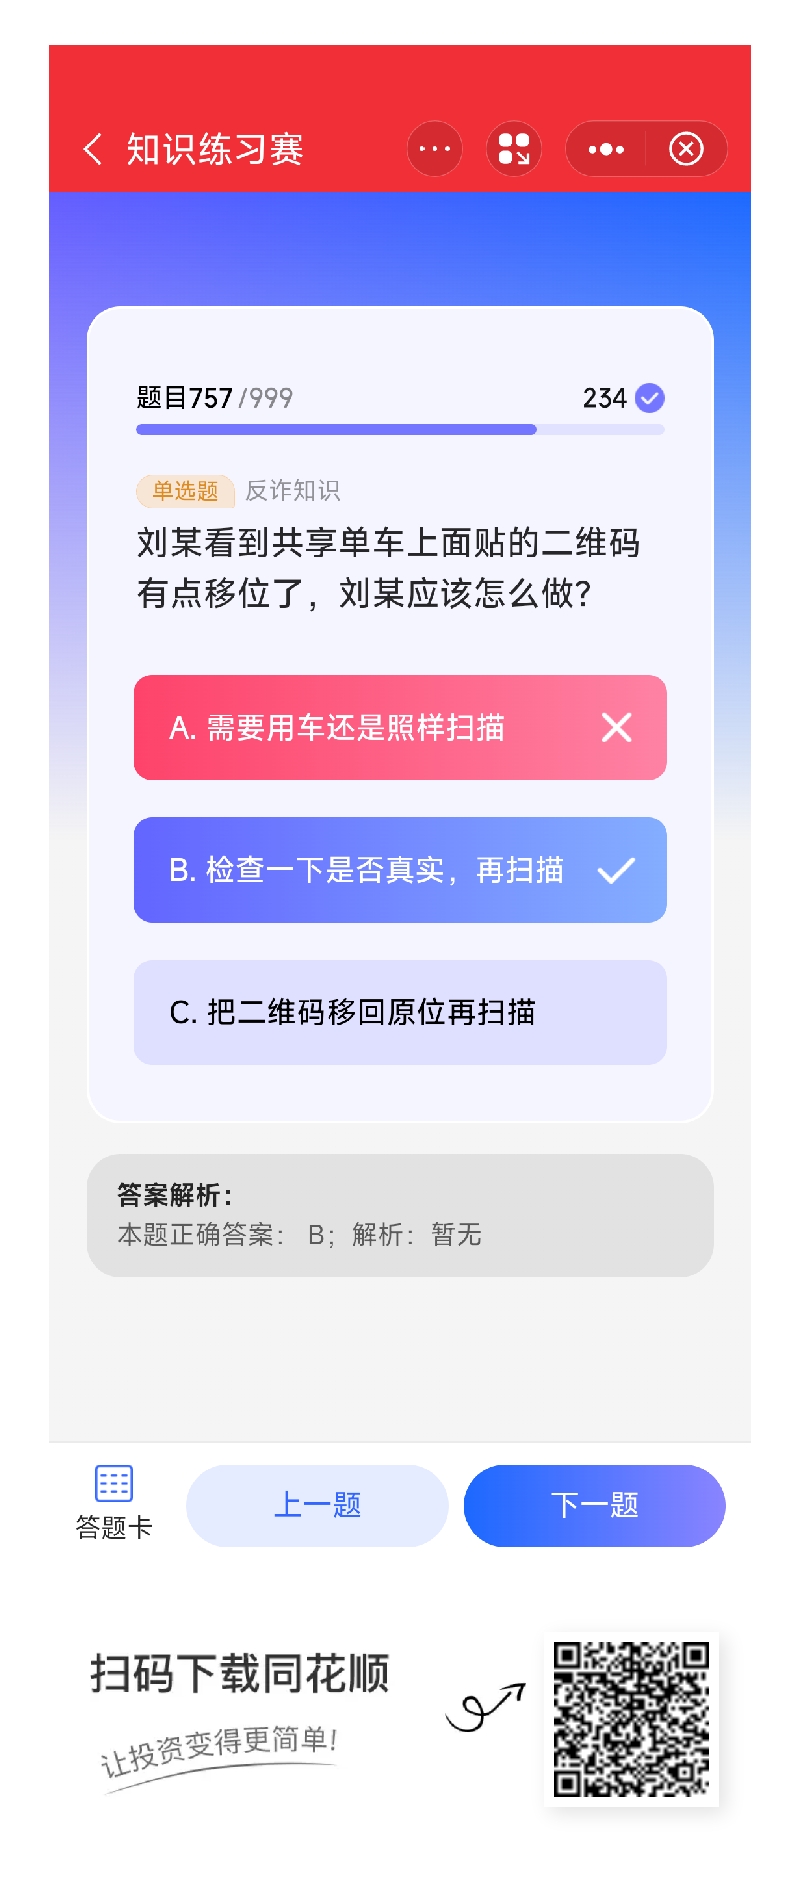 知识练习赛
题目757/999
234
单选题 反诈知识
刘某看到共享单车上面贴的二维码
有点移位了，刘某应该怎么做？
A. 需要用车还是照样扫描
B. 检查一下是否真实，再扫描
C. 把二维码移回原位再扫描
答案解析：
本题正确答案： B；解析：暂无
答题卡
上一题
下一题
扫码下载同花顺
让投资变得更简单!